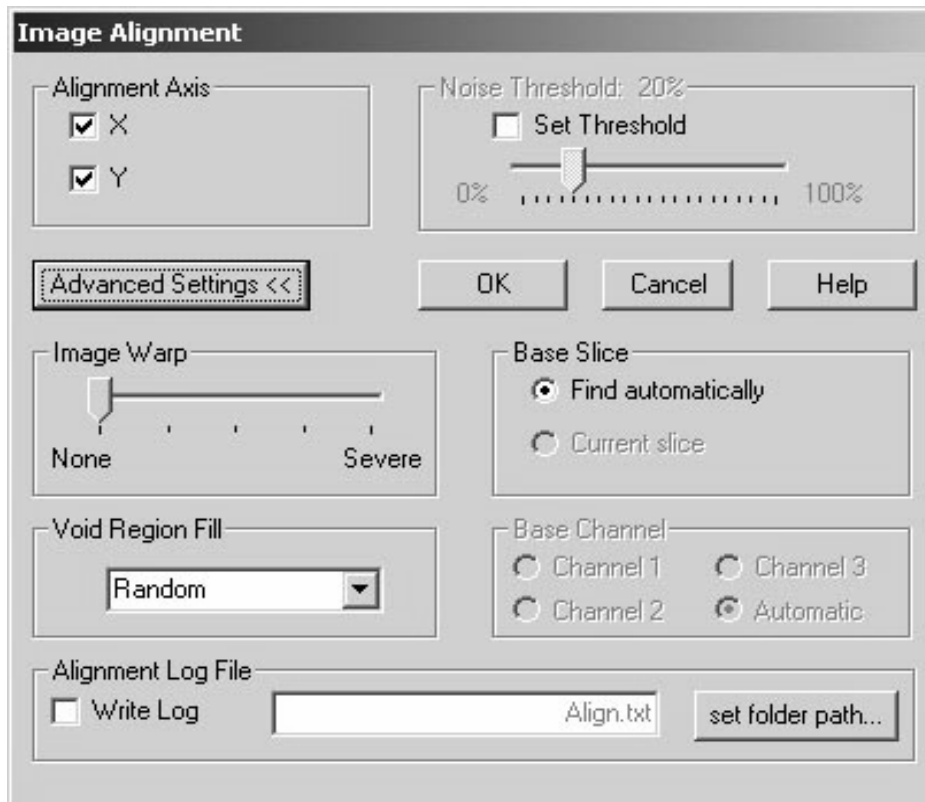 Image Alignment
Alignment Axis
X
Y
Noise Threshold: 20%
Set Threshold
0%
100%
Advanced Settings <<
OK
Cancel
Help
Image Warp
None
Severe
Base Slice
Find automatically
Current slice
Void Region Fill
Random
Base Channel
Channel 1
Channel 3
Channel 2
Automatic
Alignment Log File
Write Log
Align.txt
set folder path...